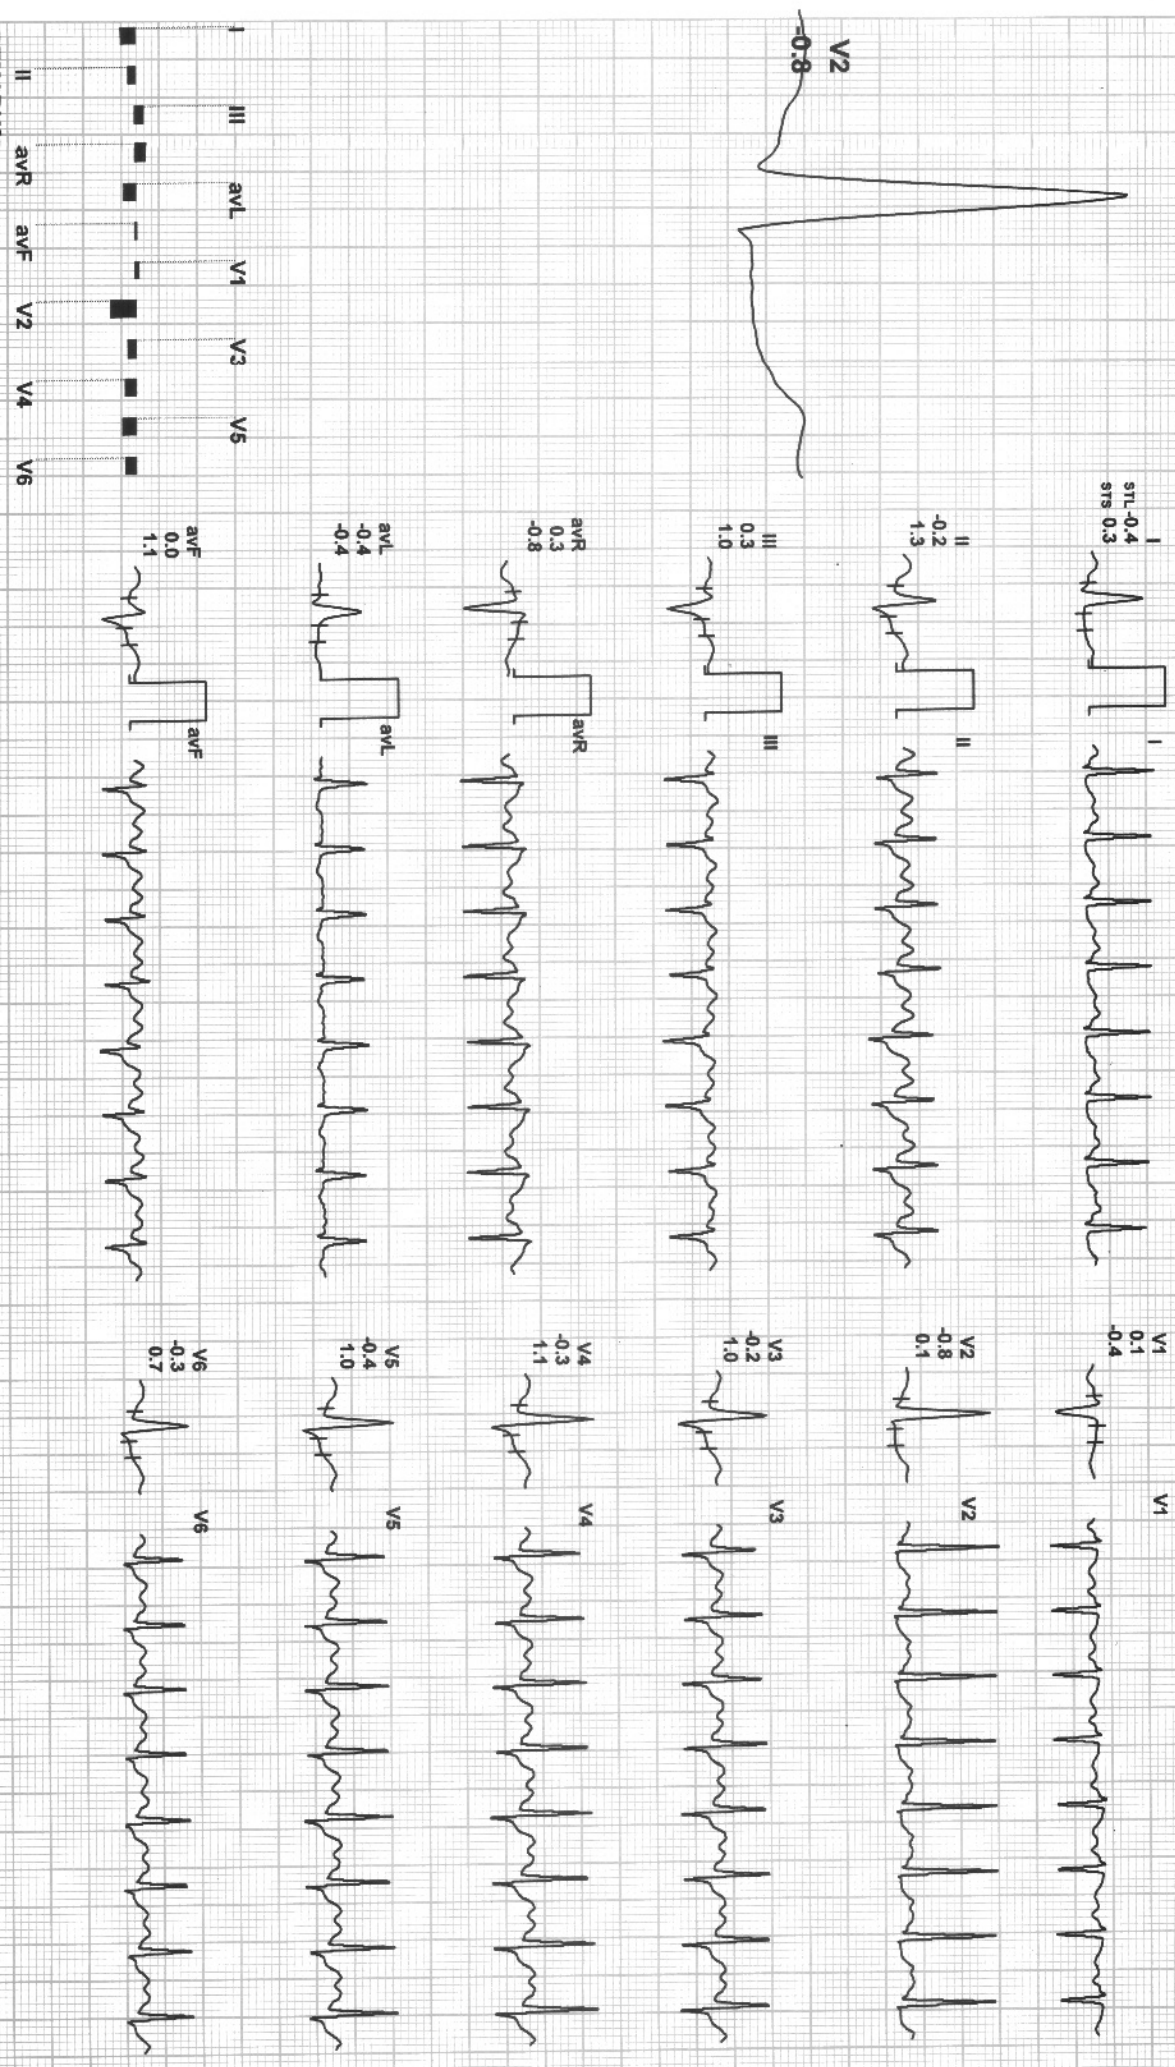 V2
-0.8
I III avL V1 V3 V5
II avR avF V2 V4 V6
I
STL -0.4
STS 0.3
I
II
-0.2
1.3
II
III
0.3
1.0
III
avR
0.3
-0.8
avR
avL
-0.4
-0.4
avL
avF
0.0
1.1
avF
V1
0.1
-0.4
V1
V2
-0.8
0.1
V2
V3
-0.2
1.0
V3
V4
-0.3
1.1
V4
V5
-0.4
1.0
V5
V6
-0.3
0.7
V6